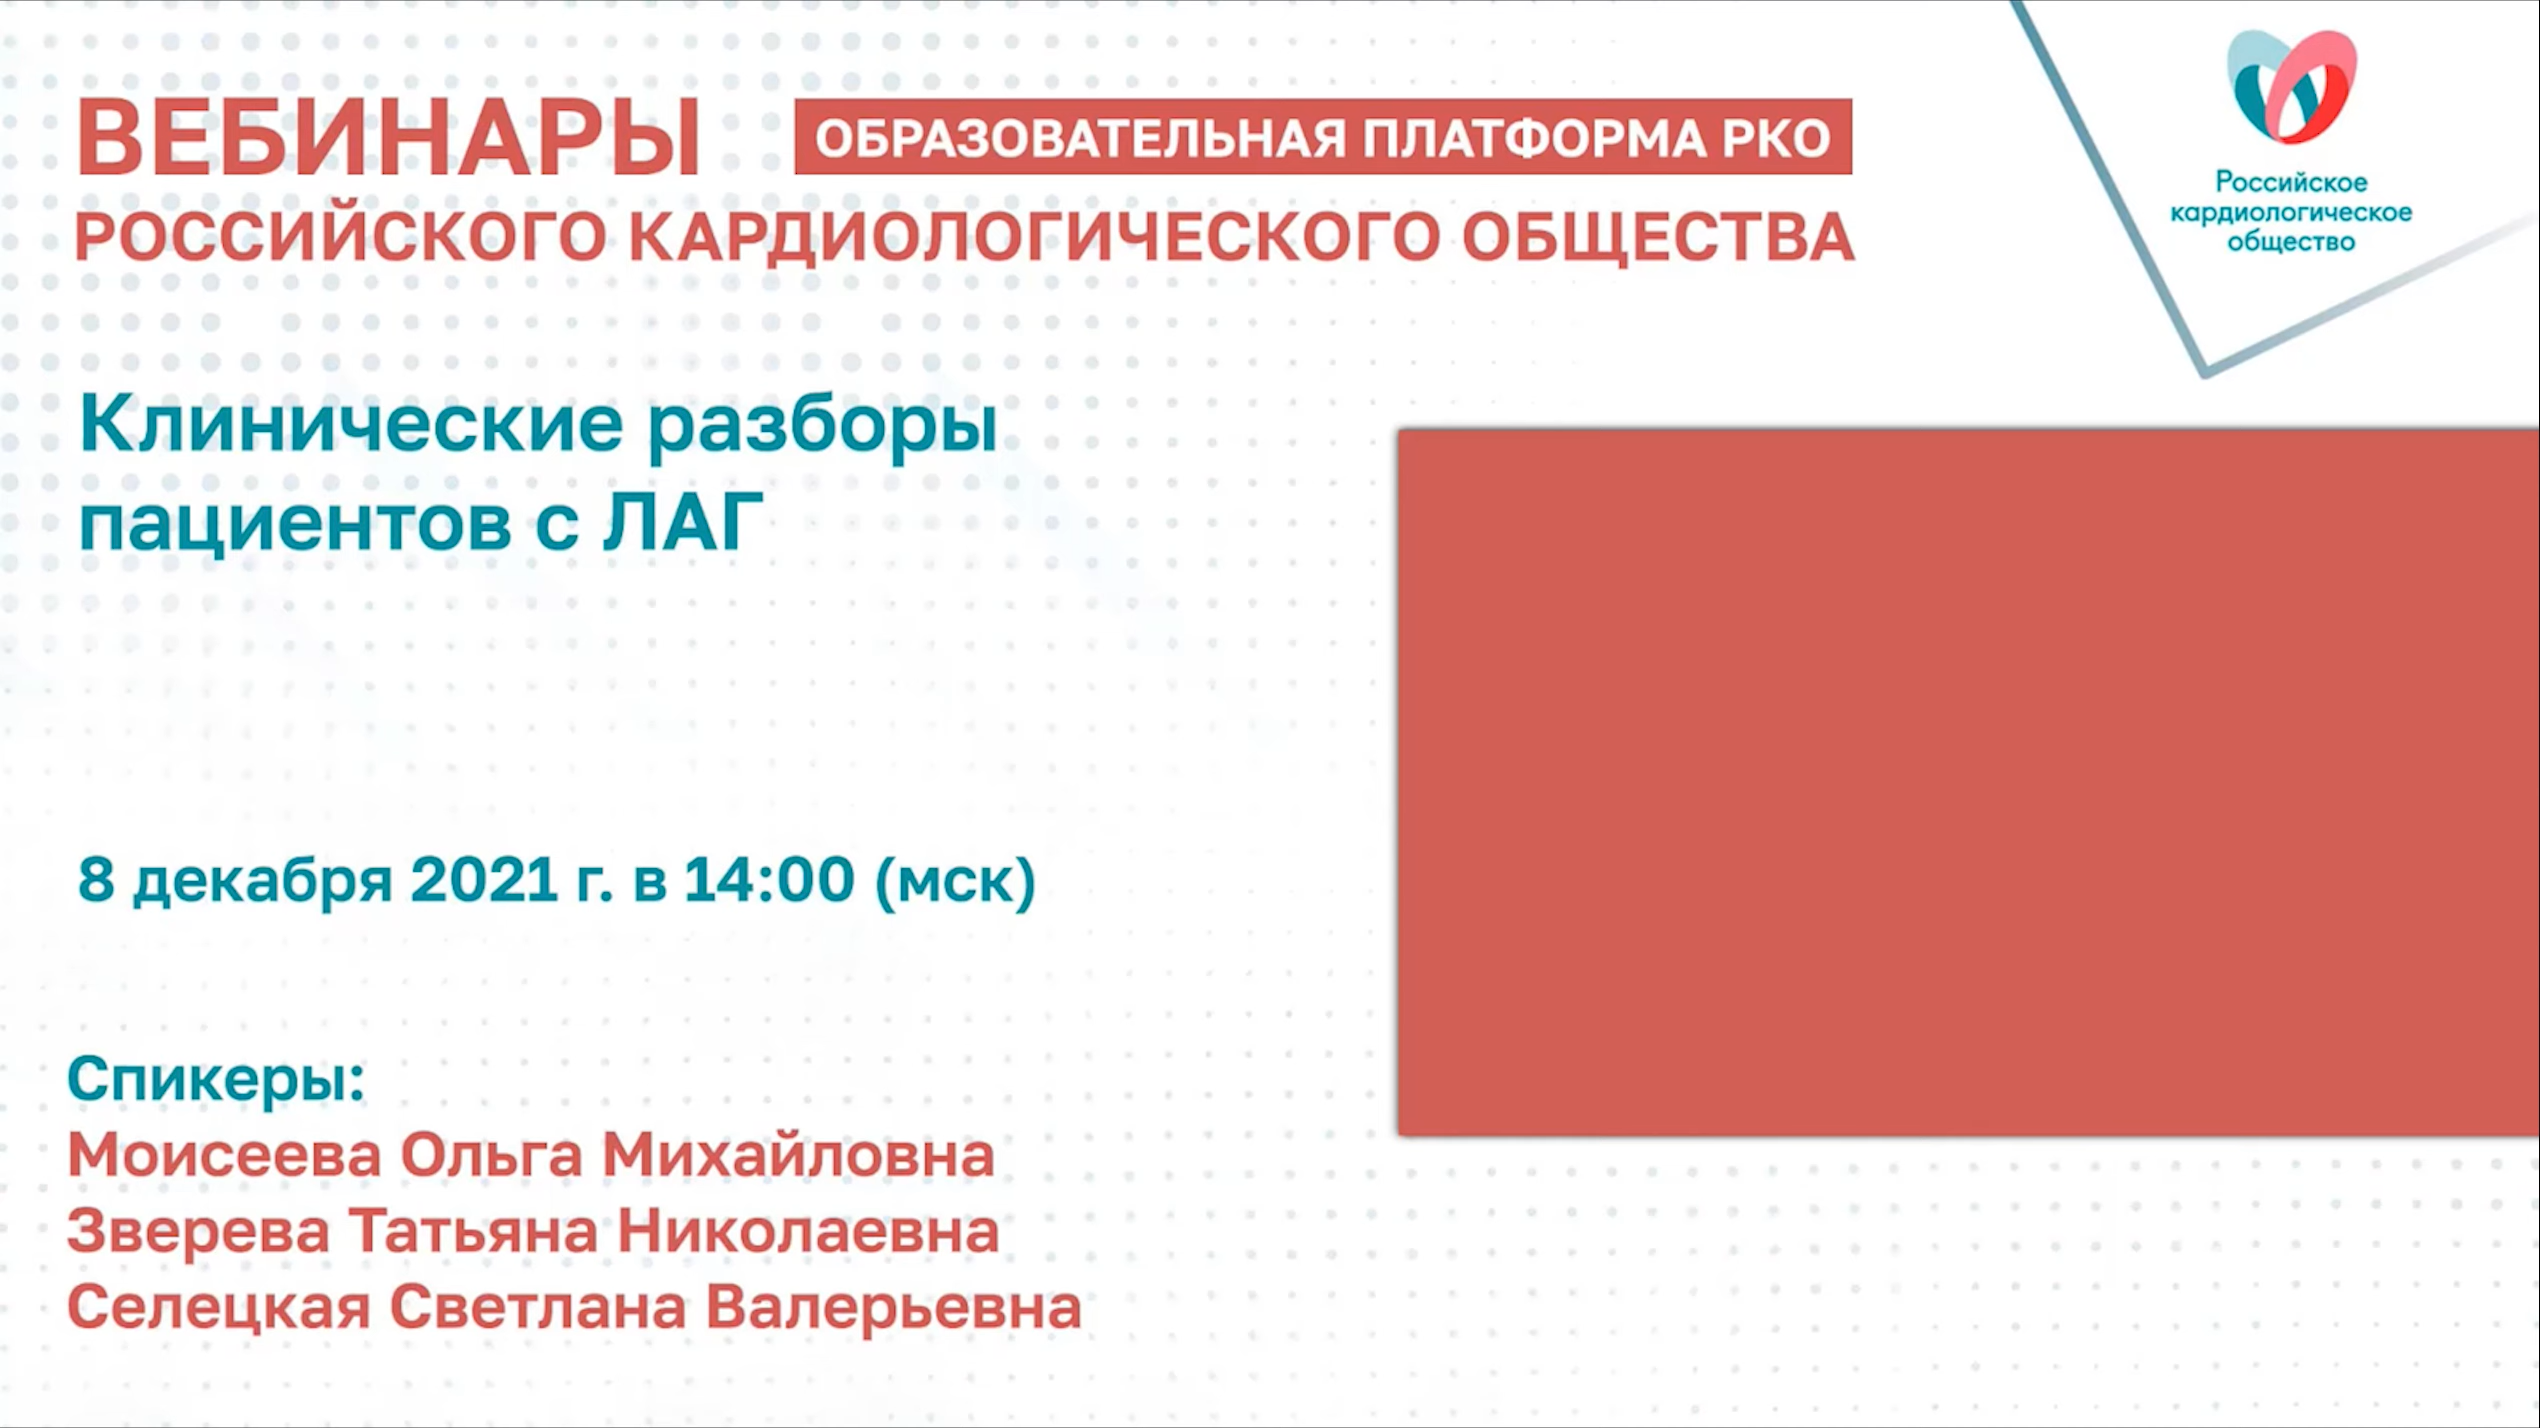 ВЕБИНАРЫ
ОБРАЗОВАТЕЛЬНАЯ ПЛАТФОРМА РКО
РОССИЙСКОГО КАРДИОЛОГИЧЕСКОГО ОБЩЕСТВА
Российское
кардиологическое
общество
Клинические разборы
пациентов с ЛАГ
8 декабря 2021 г. в 14:00 (мск)
Спикеры:
Моисеева Ольга Михайловна
Зверева Татьяна Николаевна
Селецкая Светлана Валерьевна